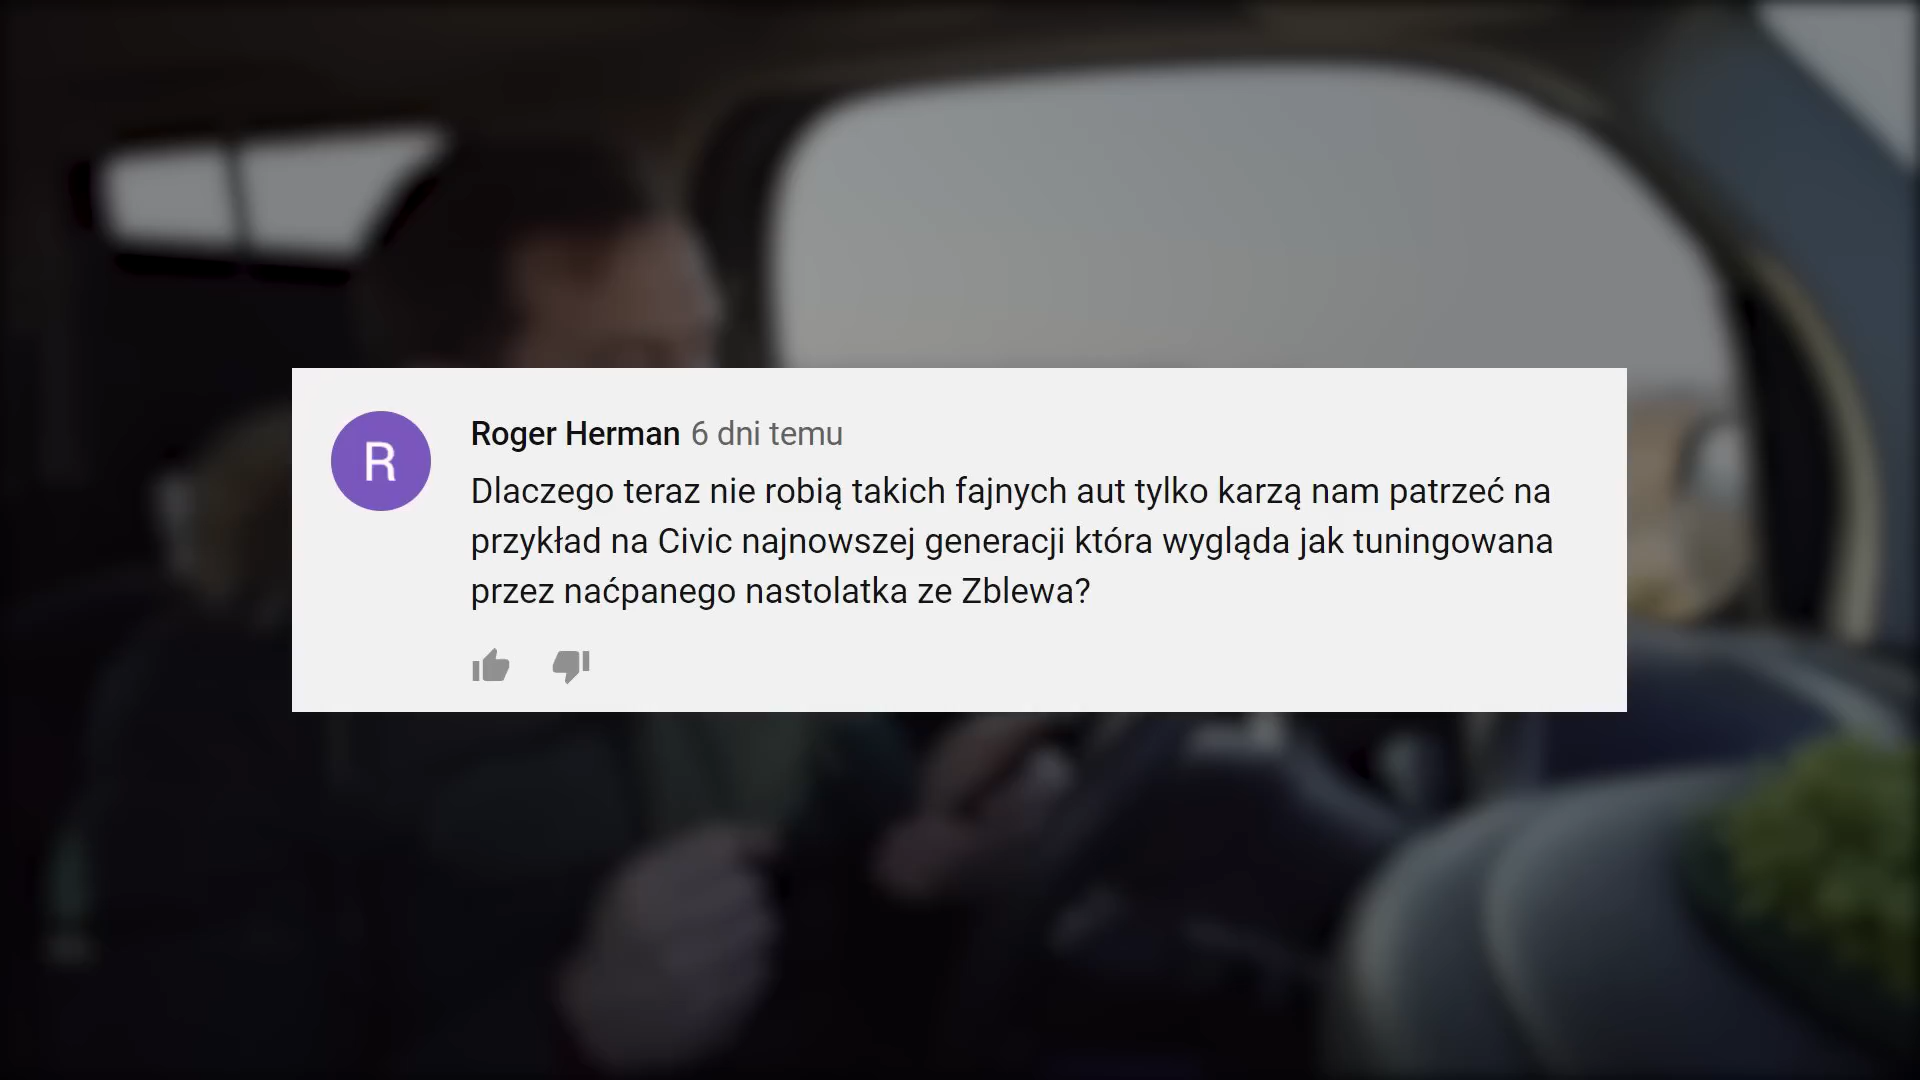 R
Roger Herman 6 dni temu
Dlaczego teraz nie robią takich fajnych aut tylko karzą nam patrzeć na
przykład na Civic najnowszej generacji która wygląda jak tuningowana
przez naćpanego nastolatka ze Zblewa?